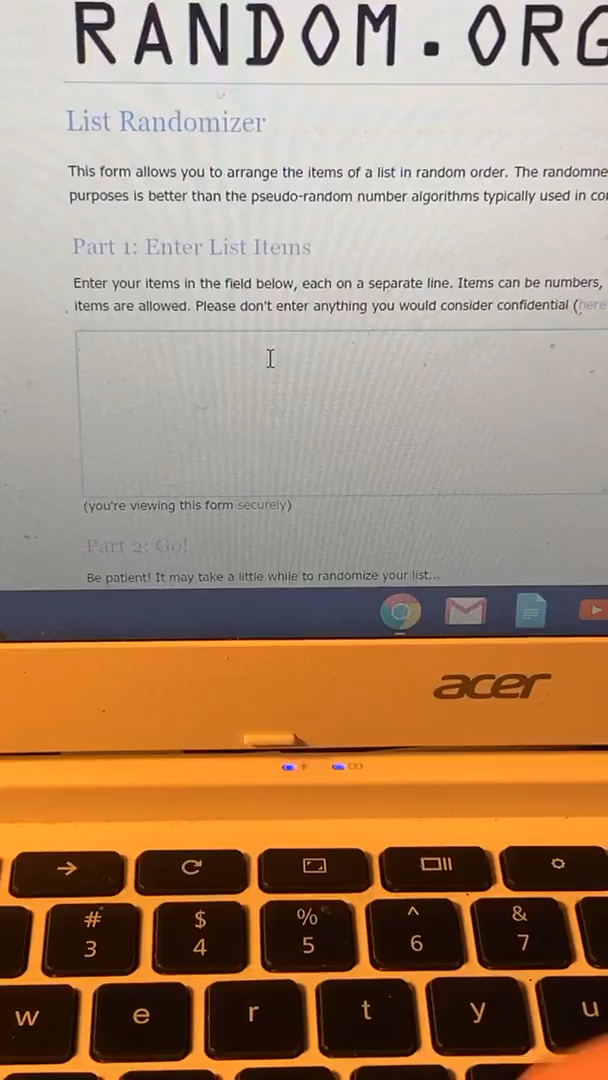 RANDOM.ORG
List Randomizer
This form allows you to arrange the items of a list in random order. The
purposes is better than the pseudo-random number algorithms typically used in
Part 1: Enter List Items
Enter your items in the field below, each on a separate line. Items can be numbers,
items are allowed. Please don't enter anything you would consider confidential (here
(you're viewing this form securely)
Part 2: Go!
Be patient! It may take a little while to randomize your list...
acer
# $ % ^ &
3 4 5 6 7
w e r t y u